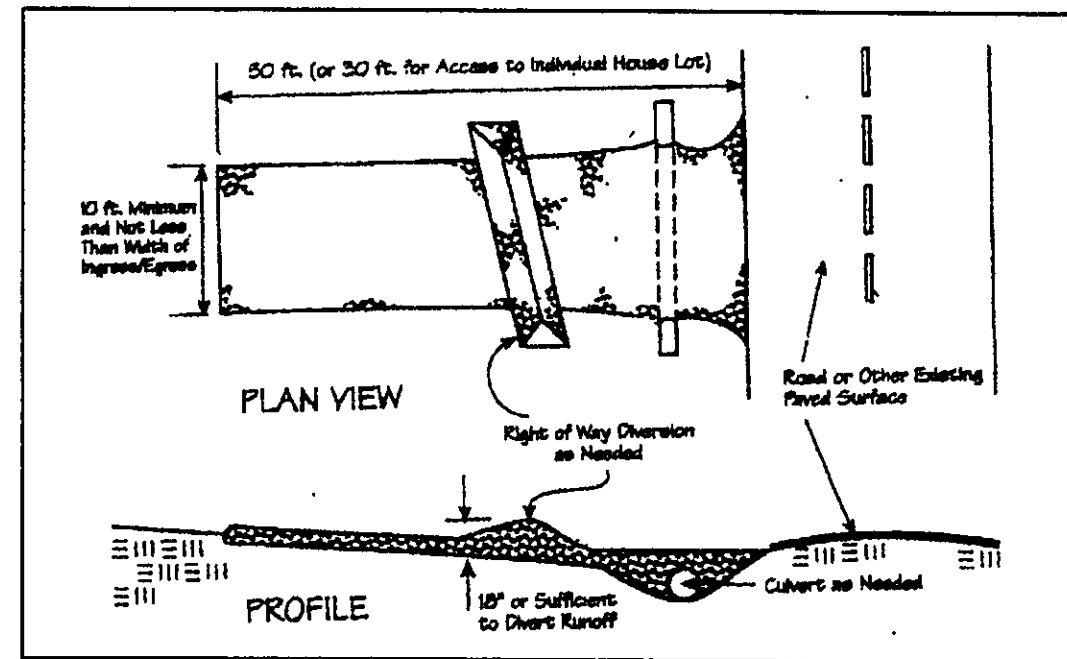 50 ft. (or 30 ft. for Access to Individual House Lot)
10 ft. Minimum
and Not Less
Than Width of
Ingress/Egress
PLAN VIEW
Road or Other Existing
Paved Surface
Right of Way Diversion
as Needed
Culvert as Needed
PROFILE
18" or Sufficient
to Divert Runoff